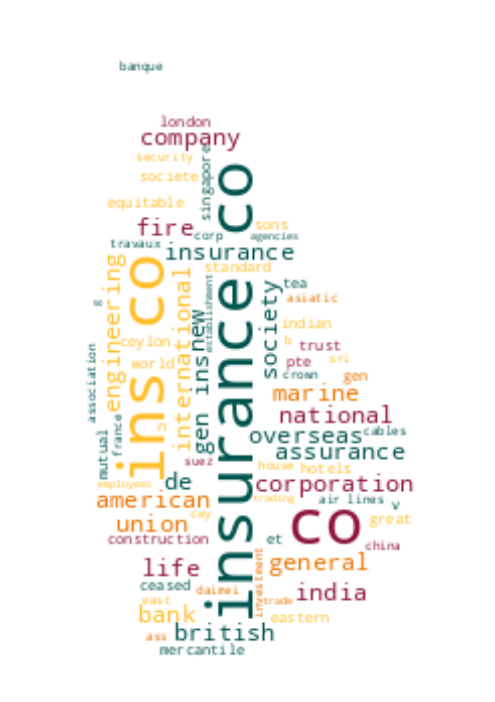 banque
london
company
security
singapore
societe
equitable
insurance co
fire
sons
corp
agencies
travaux
insurance
ins co
engineering
international
standard
establishment
society
tea
asiatic
g
new
indian
ceylon
b
trust
association
world
pte
sri
gen ins
crown
gen
marine
national
france
s
mutual
overseas
cables
assurance
suez
house
hotels
de
employees
corporation
american
trading
air lines
v
co
cey
great
union
construction
et
china
life
investment
general
ceased
daimei
india
east
trade
bank
eastern
ass
british
mercantile